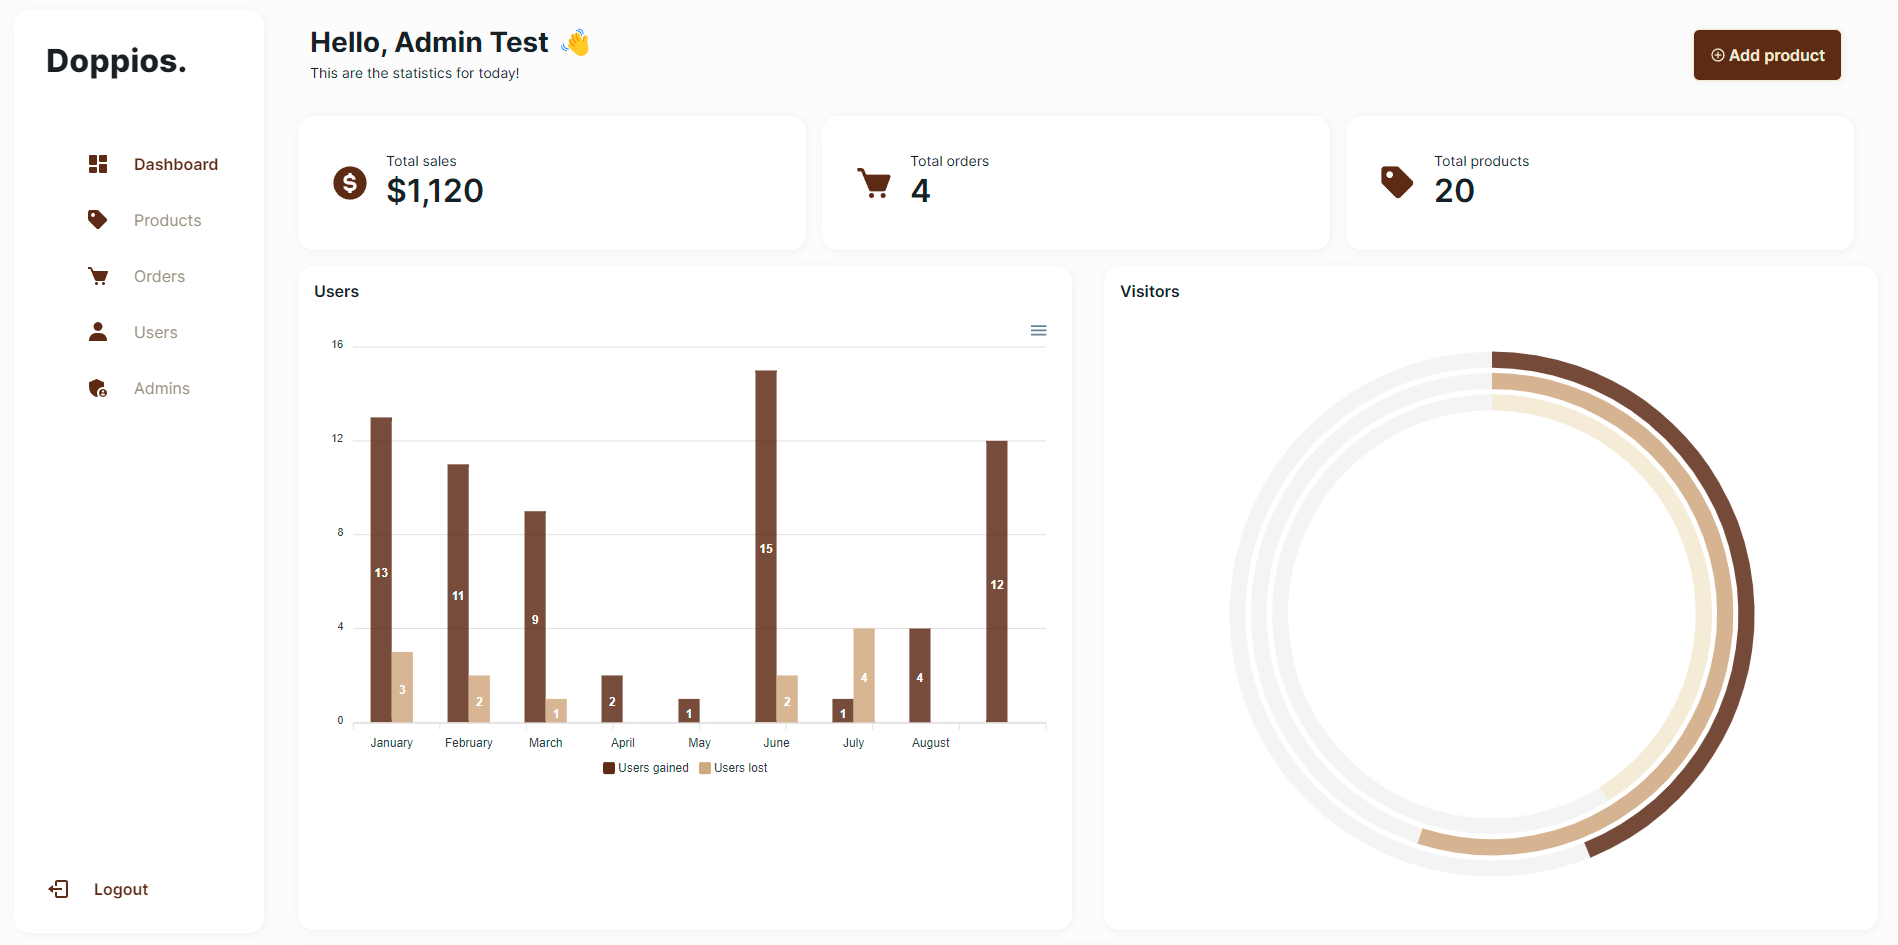 Doppios.
Dashboard
Products
Orders
Users
Admins
Logout
Hello, Admin Test 👋
This are the statistics for today!
Add product
Total sales
$1,120
Total orders
4
Total products
20
Users
16
12
8
4
0
13
3
11
2
9
1
2
1
15
2
1
4
4
12
January February March April May June July August
Users gained Users lost
Visitors